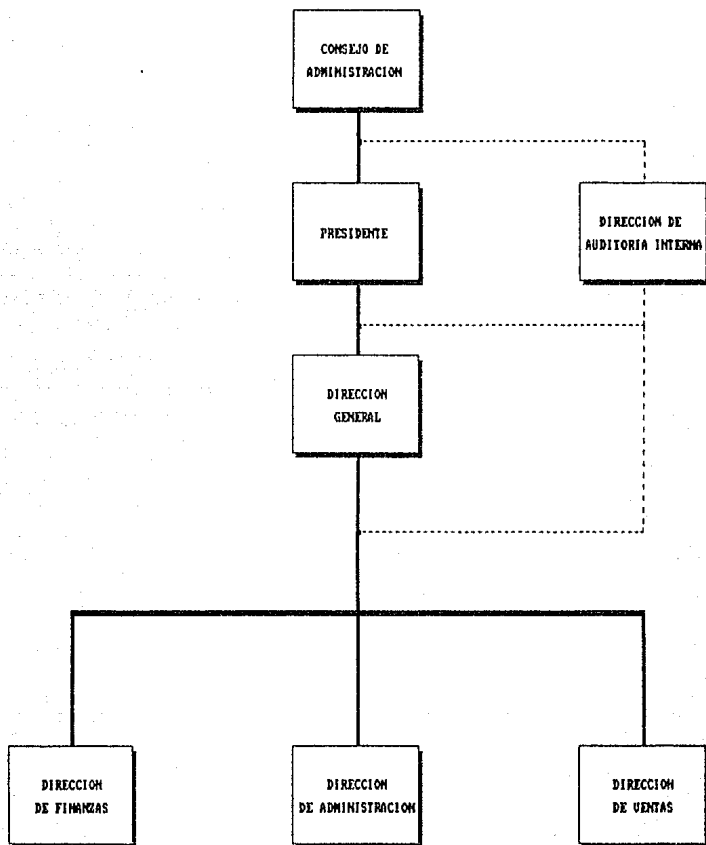 CONSEJO DE
ADMINISTRACION
PRESIDENTE
DIRECCION DE
AUDITORIA INTERNA
DIRECCION
GENERAL
DIRECCION
DE FINANZAS
DIRECCION
DE ADMINISTRACION
DIRECCION
DE VENTAS